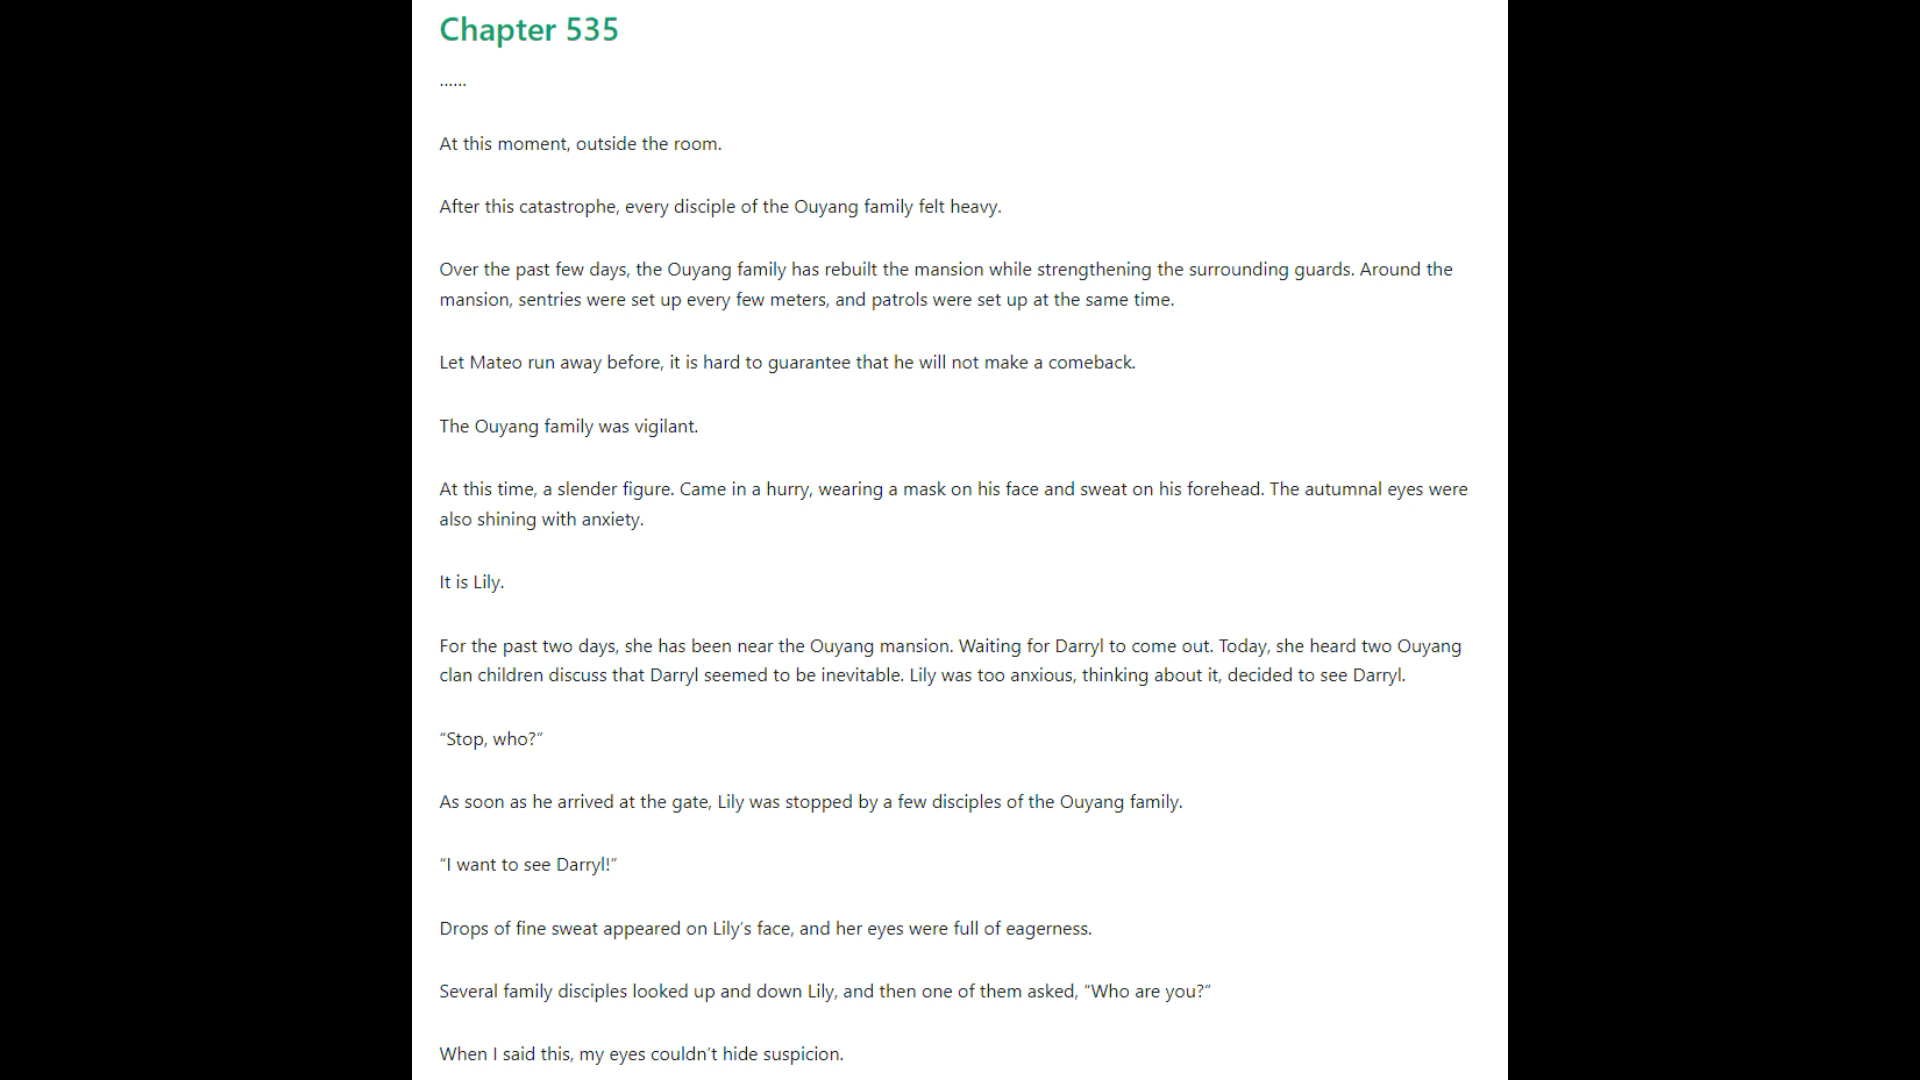 Chapter 535
......
At this moment, outside the room.
After this catastrophe, every disciple of the Ouyang family felt heavy.
Over the past few days, the Ouyang family has rebuilt the mansion while strengthening the surrounding guards. Around the
mansion, sentries were set up every few meters, and patrols were set up at the same time.
Let Mateo run away before, it is hard to guarantee that he will not make a comeback.
The Ouyang family was vigilant.
At this time, a slender figure. Came in a hurry, wearing a mask on his face and sweat on his forehead. The autumnal eyes were
also shining with anxiety.
It is Lily.
For the past two days, she has been near the Ouyang mansion. Waiting for Darryl to come out. Today, she heard two Ouyang
clan children discuss that Darryl seemed to be inevitable. Lily was too anxious, thinking about it, decided to see Darryl.
“Stop, who?”
As soon as he arrived at the gate, Lily was stopped by a few disciples of the Ouyang family.
“I want to see Darryl!”
Drops of fine sweat appeared on Lily’s face, and her eyes were full of eagerness.
Several family disciples looked up and down Lily, and then one of them asked, “Who are you?”
When I said this, my eyes couldn’t hide suspicion.